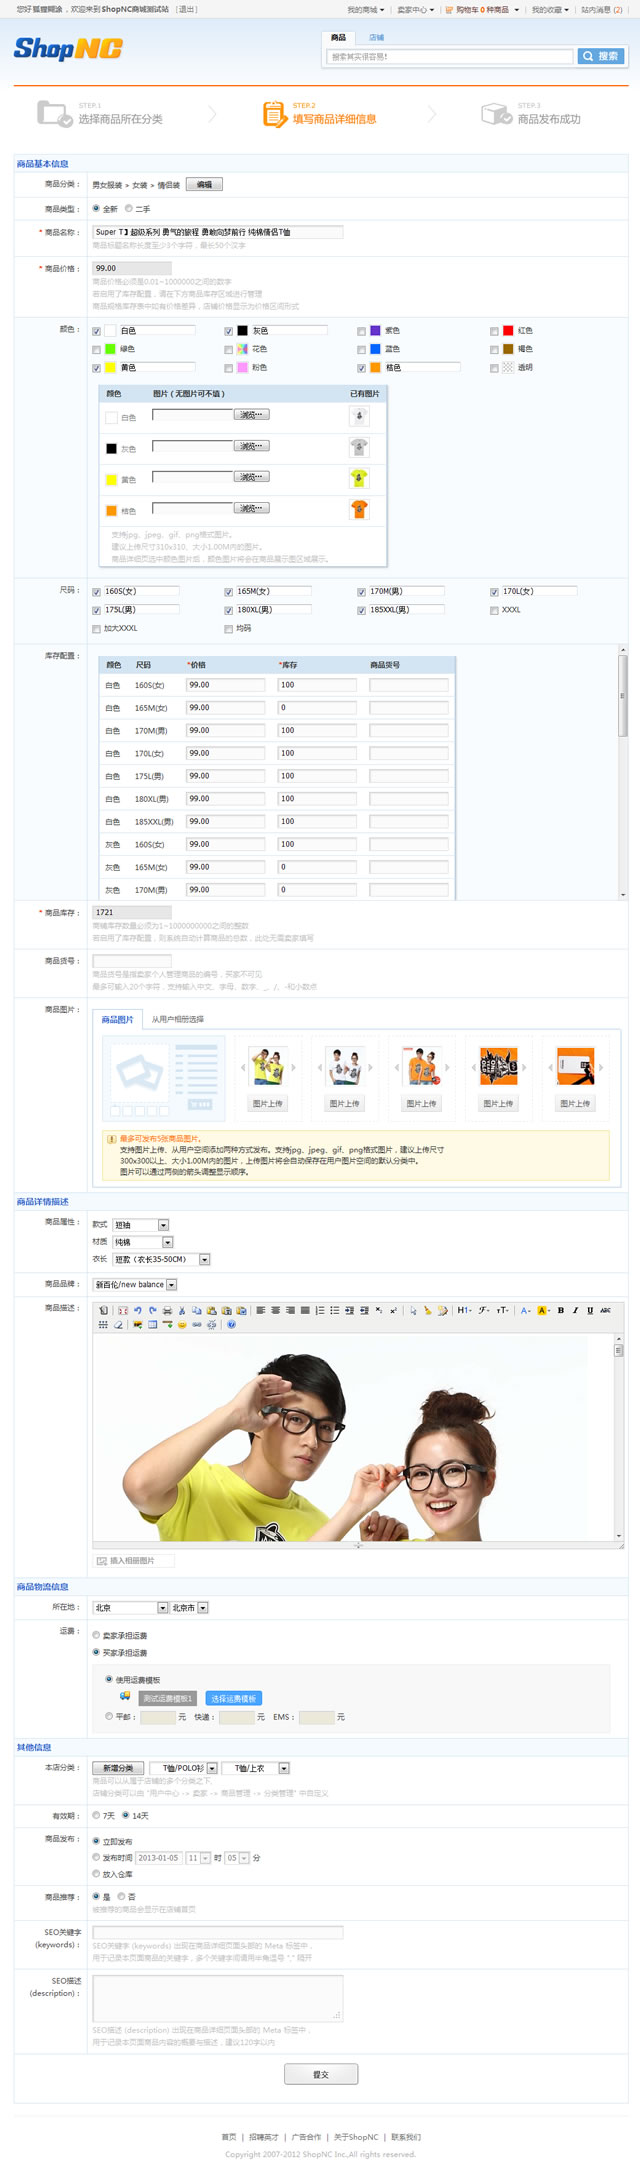 您好 狐狸糊涂，欢迎来到 ShopNC商城测试站 [退出]
我的商城 | 卖家中心 | 购物车 0 种商品 | 我的收藏 | 站内消息 (2)
ShopNC
商品 店铺
搜索其实很容易！ 搜索
STEP.1
选择商品所在分类
STEP.2
填写商品详细信息
STEP.3
商品发布成功
商品基本信息
商品分类： 男女服装 > 女装 > 情侣装 编辑
商品类型： 全新 二手
* 商品名称： Super T】超级系列 勇气的旅程 勇敢向梦前行 纯棉情侣T恤
商品标题名称长度至少3个字符，最长50个汉字
* 商品价格： 99.00
商品价格必须是0.01~1000000之间的数字
若启用了库存配置，请在下方商品库存区域进行管理
商品规格库存表中如有价格差异，店铺价格显示为价格区间形式
颜色： 白色 灰色 紫色 红色
绿色 花色 蓝色 褐色
黄色 粉色 桔色 透明
颜色 图片（无图片可不填） 已有图片
白色 浏览…
灰色 浏览…
黄色 浏览…
桔色 浏览…
支持jpg、jpeg、gif、png格式图片。
建议上传尺寸310x310、大小1.00M内的图片。
商品详细页选中颜色图片后，颜色图片将会在商品展示图区域展示。
尺码： 160S(女) 165M(女) 170M(男) 170L(女)
175L(男) 180XL(男) 185XXL(男) XXXL
加大XXXL 均码
库存配置：
颜色 尺码 *价格 *库存 商品货号
白色 160S(女) 99.00 100
白色 165M(女) 99.00 0
白色 170M(男) 99.00 100
白色 170L(女) 99.00 100
白色 175L(男) 99.00 100
白色 180XL(男) 99.00 100
白色 185XXL(男) 99.00 100
灰色 160S(女) 99.00 100
灰色 165M(女) 99.00 0
灰色 170M(男) 99.00 0
* 商品库存： 1721
商铺库存数量必须为1~1000000000之间的整数
若启用了库存配置，则系统自动计算商品的总数，此处无需卖家填写
商品货号：
商品货号是指卖家个人管理商品的编号，买家不可见
最多可输入20个字符，支持输入中文、字母、数字、_、/、-和小数点
商品图片： 商品图片 从用户相册选择
图片上传 图片上传 图片上传 图片上传 图片上传
最多可发布5张商品图片。
支持图片上传、从用户空间添加两种方式发布。支持jpg、jpeg、gif、png格式图片，建议上传尺寸
300x300以上、大小1.00M内的图片，上传图片将会自动保存在用户图片空间的默认分类中。
图片可以通过两侧的箭头调整显示顺序。
商品详情描述
商品属性： 款式 短袖
材质 纯棉
衣长 短款（衣长35-50CM）
商品品牌： 新百伦/new balance
商品描述：
插入相册图片
商品物流信息
所在地： 北京 北京市
运费： 卖家承担运费
买家承担运费
使用运费模板
测试运费模板1 选择运费模板
平邮： 元 快递： 元 EMS： 元
其他信息
本店分类： 新增分类 T恤/POLO衫 T恤/上衣
商品可以从属于店铺的多个分类之下，
店铺分类可以由 "用户中心 -> 卖家 -> 商品管理 -> 分类管理" 中自定义
有效期： 7天 14天
商品发布： 立即发布
发布时间 2013-01-05 11 时 05 分
放入仓库
商品推荐： 是 否
被推荐的商品会显示在店铺首页
SEO关键字
(keywords)：
SEO关键字 (keywords) 出现在商品详细页面头部的 Meta 标签中，
用于记录本页面商品的关键字，多个关键字间请用半角逗号 "," 隔开
SEO描述
(description)：
SEO描述 (description) 出现在商品详细页面头部的 Meta 标签中，
用于记录本页面商品内容的概要与描述，建议120字以内
提交
首页 | 招聘英才 | 广告合作 | 关于ShopNC | 联系我们
Copyright 2007-2012 ShopNC Inc.,All rights reserved.